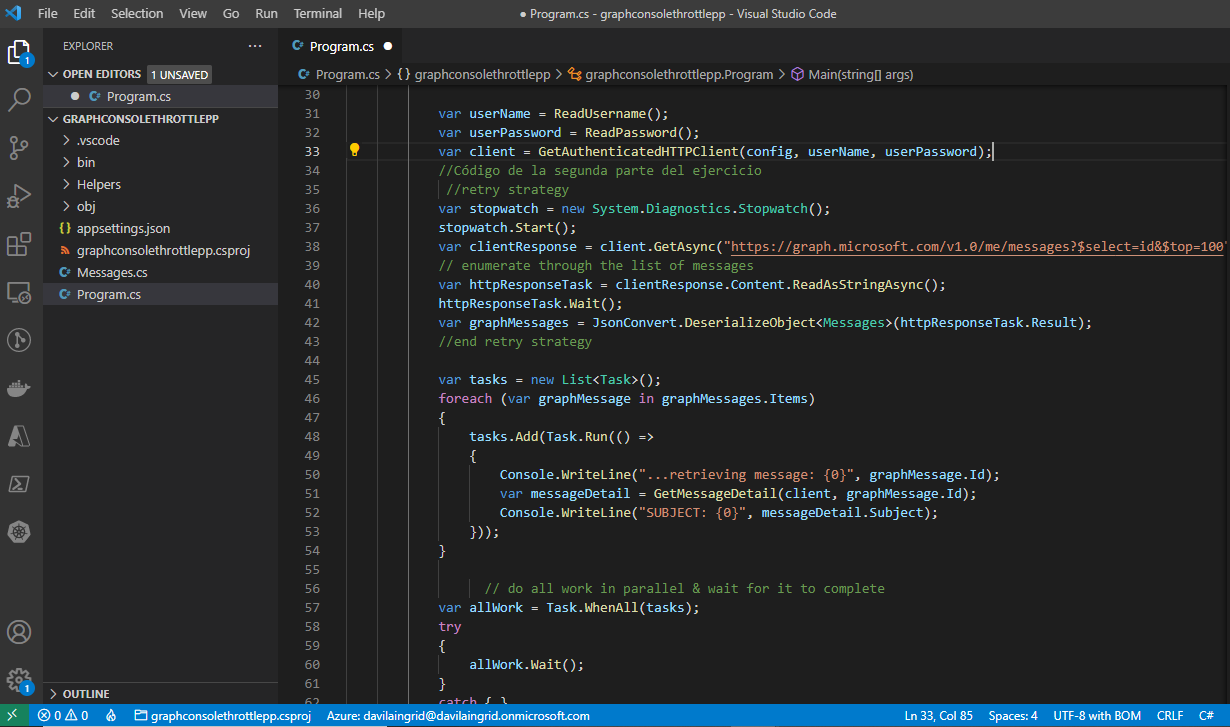 File Edit Selection View Go Run Terminal Help ● Program.cs - graphconsolethrottlepp - Visual Studio Code
EXPLORER ...
OPEN EDITORS 1 UNSAVED
● C# Program.cs
GRAPHCONSOLETHROTTLEPP
> .vscode
> bin
> Helpers
> obj
{} appsettings.json
graphconsolethrottlepp.csproj
C# Messages.cs
C# Program.cs
> OUTLINE
1
1
C# Program.cs ●
C# Program.cs > {} graphconsolethrottlepp > graphconsolethrottlepp.Program > Main(string[] args)
30
31 var userName = ReadUsername();
32 var userPassword = ReadPassword();
33 var client = GetAuthenticatedHTTPClient(config, userName, userPassword);
34 //Código de la segunda parte del ejercicio
35 //retry strategy
36 var stopwatch = new System.Diagnostics.Stopwatch();
37 stopwatch.Start();
38 var clientResponse = client.GetAsync("https://graph.microsoft.com/v1.0/me/messages?$select=id&$top=100"
39 // enumerate through the list of messages
40 var httpResponseTask = clientResponse.Content.ReadAsStringAsync();
41 httpResponseTask.Wait();
42 var graphMessages = JsonConvert.DeserializeObject<Messages>(httpResponseTask.Result);
43 //end retry strategy
44
45 var tasks = new List<Task>();
46 foreach (var graphMessage in graphMessages.Items)
47 {
48 tasks.Add(Task.Run(() =>
49 {
50 Console.WriteLine("...retrieving message: {0}", graphMessage.Id);
51 var messageDetail = GetMessageDetail(client, graphMessage.Id);
52 Console.WriteLine("SUBJECT: {0}", messageDetail.Subject);
53 }));
54 }
55
56 // do all work in parallel & wait for it to complete
57 var allWork = Task.WhenAll(tasks);
58 try
59 {
60 allWork.Wait();
61 }
62 catch { }
0 0 graphconsolethrottlepp.csproj Azure: davilaingrid@davilaingrid.onmicrosoft.com Ln 33, Col 85 Spaces: 4 UTF-8 with BOM CRLF C#